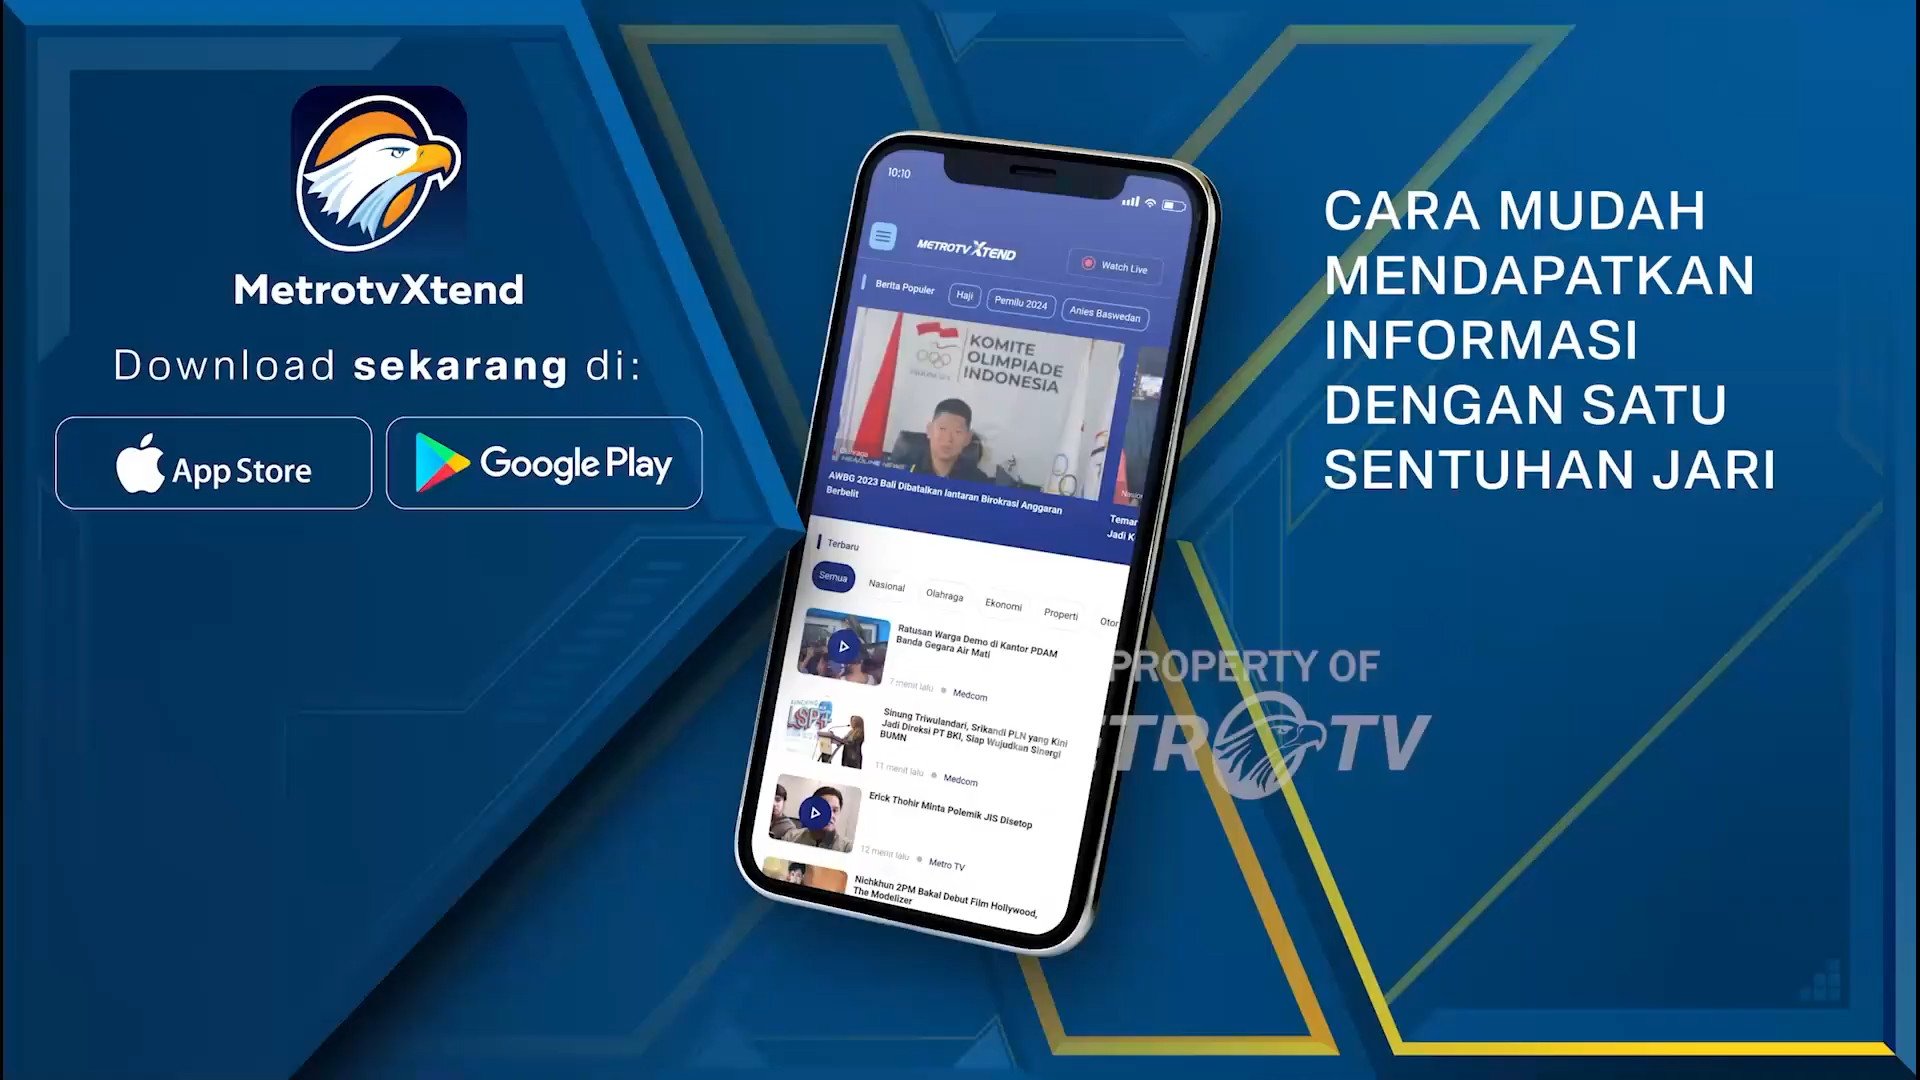 MetrotvXtend
Download sekarang di:
App Store
Google Play
10:10
METROTV XTEND
Watch Live
Berita Populer
Haji
Pemilu 2024
Anies Baswedan
KOMITE
OLIMPIADE
INDONESIA
Olahraga
HEADLINE NEWS
AWBG 2023 Bali Dibatalkan lantaran Birokrasi Anggaran
Berbelit
Terbaru
Semua
Nasional
Olahraga
Ekonomi
Properti
Otor
Ratusan Warga Demo di Kantor PDAM
Banda Gegara Air Mati
7 menit lalu
Medcom
Sinung Triwulandari, Srikandi PLN yang Kini
Jadi Direksi PT BKI, Siap Wujudkan Sinergi
BUMN
11 menit lalu
Medcom
Erick Thohir Minta Polemik JIS Disetop
12 menit lalu
Metro TV
Nichkhun 2PM Bakal Debut Film Hollywood,
The Modelizer
CARA MUDAH
MENDAPATKAN
INFORMASI
DENGAN SATU
SENTUHAN JARI
PROPERTY OF
TR TV